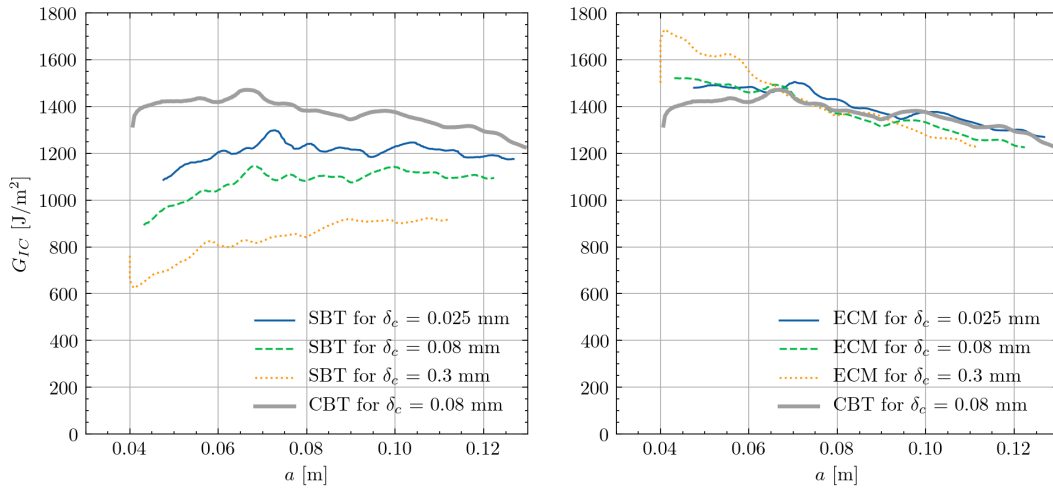 1800
1600
1400
1200
1000
800
600
400
200
0
G_{IC} [J/m²]
0.04
0.06
0.08
0.10
0.12
a [m]
SBT for δ_c = 0.025 mm
SBT for δ_c = 0.08 mm
SBT for δ_c = 0.3 mm
CBT for δ_c = 0.08 mm
1800
1600
1400
1200
1000
800
600
400
200
0
0.04
0.06
0.08
0.10
0.12
a [m]
ECM for δ_c = 0.025 mm
ECM for δ_c = 0.08 mm
ECM for δ_c = 0.3 mm
CBT for δ_c = 0.08 mm